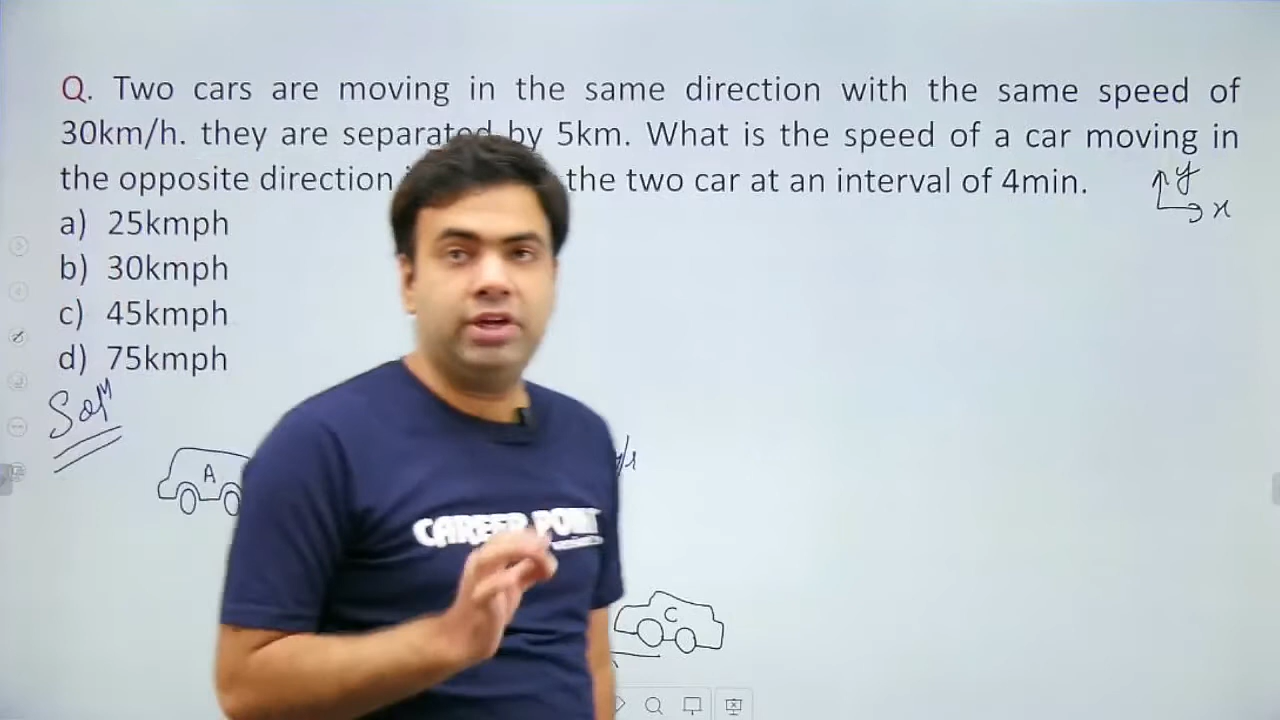 Q. Two cars are moving in the same direction with the same speed of
30km/h. they are separated by 5km. What is the speed of a car moving in
the opposite direction the two car at an interval of 4min.
y
x
a) 25kmph
b) 30kmph
c) 45kmph
d) 75kmph
Solⁿ
A
CAREER POINT
C